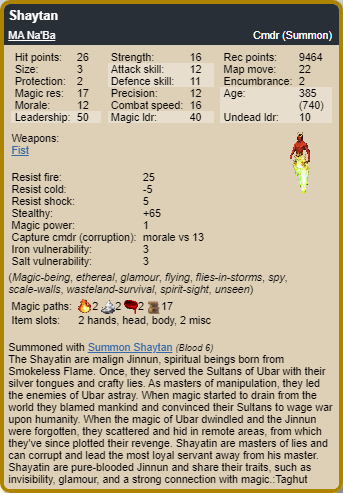 Shaytan
MA Na'Ba Cmdr (Summon)
Hit points: 26 Strength: 16 Rec points: 9464
Size: 3 Attack skill: 12 Map move: 22
Protection: 2 Defence skill: 11 Encumbrance: 2
Magic res: 17 Precision: 12 Age: 385
Morale: 12 Combat speed: 16 (740)
Leadership: 50 Magic ldr: 40 Undead ldr: 10
Weapons:
Fist
Resist fire: 25
Resist cold: -5
Resist shock: 5
Stealthy: +65
Magic power: 1
Capture cmdr (corruption): morale vs 13
Iron vulnerability: 3
Salt vulnerability: 3
(Magic-being, ethereal, glamour, flying, flies-in-storms, spy,
scale-walls, wasteland-survival, spirit-sight, unseen)
Magic paths: 2 2 2 17
Item slots: 2 hands, head, body, 2 misc
Summoned with Summon Shaytan (Blood 6)
The Shayatin are malign Jinnun, spiritual beings born from
Smokeless Flame. Once, they served the Sultans of Ubar with their
silver tongues and crafty lies. As masters of manipulation, they led
the enemies of Ubar astray. When magic started to drain from the
world they blamed mankind and convinced their Sultans to wage war
upon humanity. When the magic of Ubar dwindled and the Jinnun
were forgotten, they scattered and hid in remote areas, from which
they've since plotted their revenge. Shayatin are masters of lies and
can corrupt and lead the most loyal servant away from his master.
Shayatin are pure-blooded Jinnun and share their traits, such as
invisibility, glamour, and a strong connection with magic.:Taghut